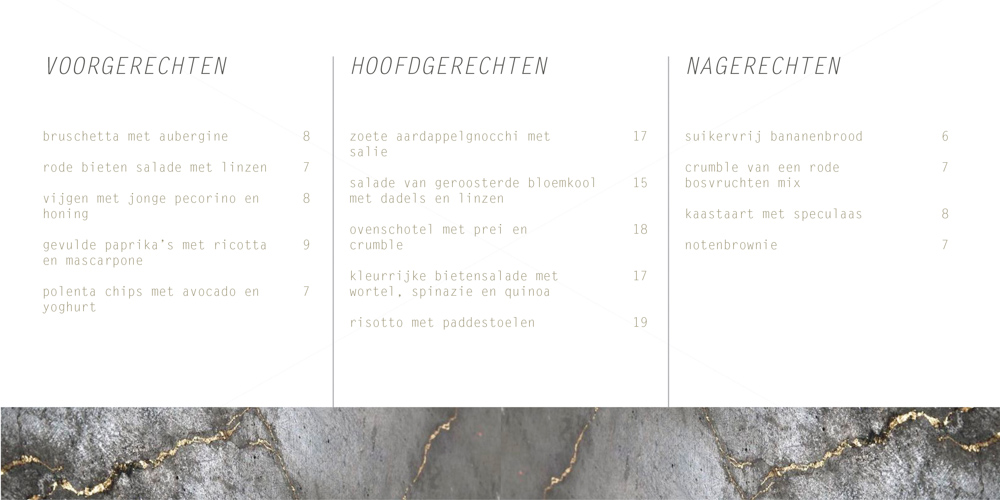 VOORGERECHTEN
bruschetta met aubergine 8
rode bieten salade met linzen 7
vijgen met jonge pecorino en 8
honing
gevulde paprika's met ricotta 9
en mascarpone
polenta chips met avocado en 7
yoghurt
HOOFDGERECHTEN
zoete aardappelgnocchi met 17
salie
salade van geroosterde bloemkool 15
met dadels en linzen
ovenschotel met prei en 18
crumble
kleurrijke bietensalade met 17
wortel, spinazie en quinoa
risotto met paddestoelen 19
NAGERECHTEN
suikervrij bananenbrood 6
crumble van een rode 7
bosvruchten mix
kaastaart met speculaas 8
notenbrownie 7